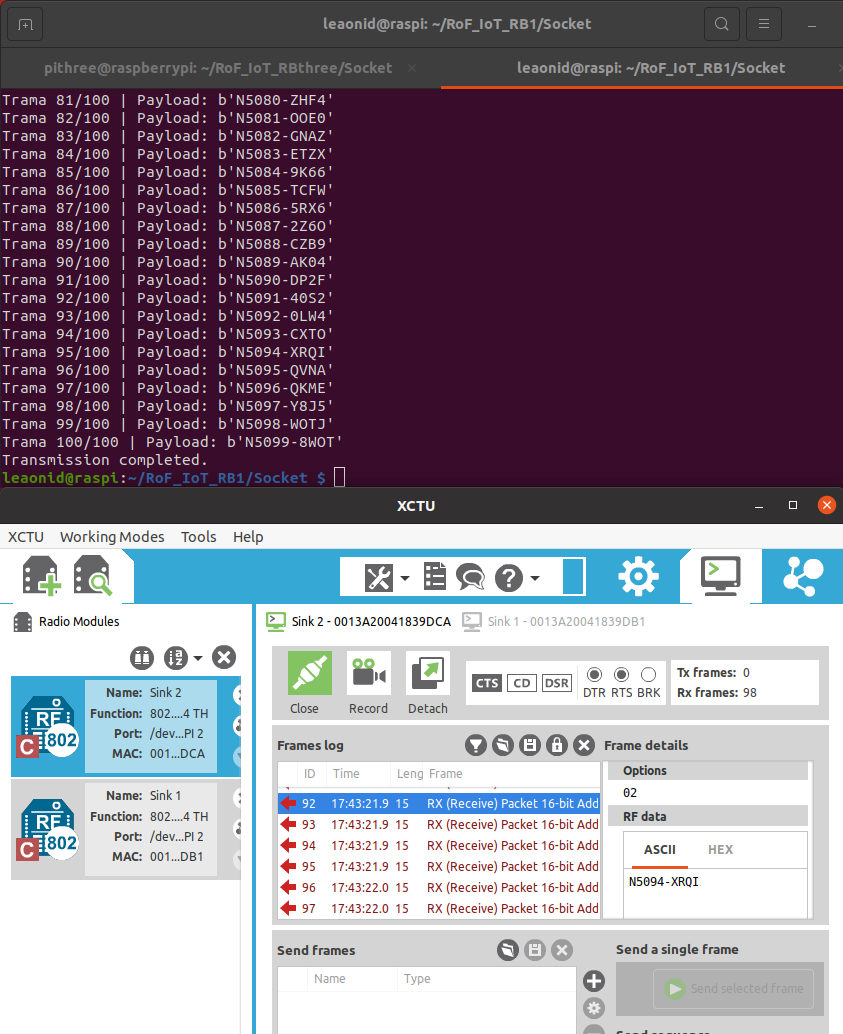 leaonid@raspi: ~/RoF_IoT_RB1/Socket
pithree@raspberrypi: ~/RoF_IoT_RBthree/Socket
leaonid@raspi: ~/RoF_IoT_RB1/Socket
Trama 81/100 | Payload: b'N5080-ZHF4'
Trama 82/100 | Payload: b'N5081-OOE0'
Trama 83/100 | Payload: b'N5082-GNAZ'
Trama 84/100 | Payload: b'N5083-ETZX'
Trama 85/100 | Payload: b'N5084-9K66'
Trama 86/100 | Payload: b'N5085-TCFW'
Trama 87/100 | Payload: b'N5086-5RX6'
Trama 88/100 | Payload: b'N5087-2Z6O'
Trama 89/100 | Payload: b'N5088-CZB9'
Trama 90/100 | Payload: b'N5089-AK04'
Trama 91/100 | Payload: b'N5090-DP2F'
Trama 92/100 | Payload: b'N5091-40S2'
Trama 93/100 | Payload: b'N5092-0LW4'
Trama 94/100 | Payload: b'N5093-CXTO'
Trama 95/100 | Payload: b'N5094-XRQI'
Trama 96/100 | Payload: b'N5095-QVNA'
Trama 97/100 | Payload: b'N5096-QKME'
Trama 98/100 | Payload: b'N5097-Y8J5'
Trama 99/100 | Payload: b'N5098-WOTJ'
Trama 100/100 | Payload: b'N5099-8WOT'
Transmission completed.
leaonid@raspi:~/RoF_IoT_RB1/Socket $
XCTU
XCTU Working Modes Tools Help
Radio Modules
Sink 2 - 0013A20041839DCA Sink 1 - 0013A20041839DB1
Name: Sink 2
Function: 802....4 TH
Port: /dev...PI 2
MAC: 001...DCA
RF
C 802
Name: Sink 1
Function: 802....4 TH
Port: /dev...PI 2
MAC: 001...DB1
RF
C 802
Close Record Detach
CTS CD DSR
DTR RTS BRK
Tx frames: 0
Rx frames: 98
Frames log
ID Time Leng Frame
92 17:43:21.9 15 RX (Receive) Packet 16-bit Add
93 17:43:21.9 15 RX (Receive) Packet 16-bit Add
94 17:43:21.9 15 RX (Receive) Packet 16-bit Add
95 17:43:21.9 15 RX (Receive) Packet 16-bit Add
96 17:43:22.0 15 RX (Receive) Packet 16-bit Add
97 17:43:22.0 15 RX (Receive) Packet 16-bit Add
Frame details
Options
02
RF data
ASCII HEX
N5094-XRQI
Send frames
Name Type
Send a single frame
Send selected frame